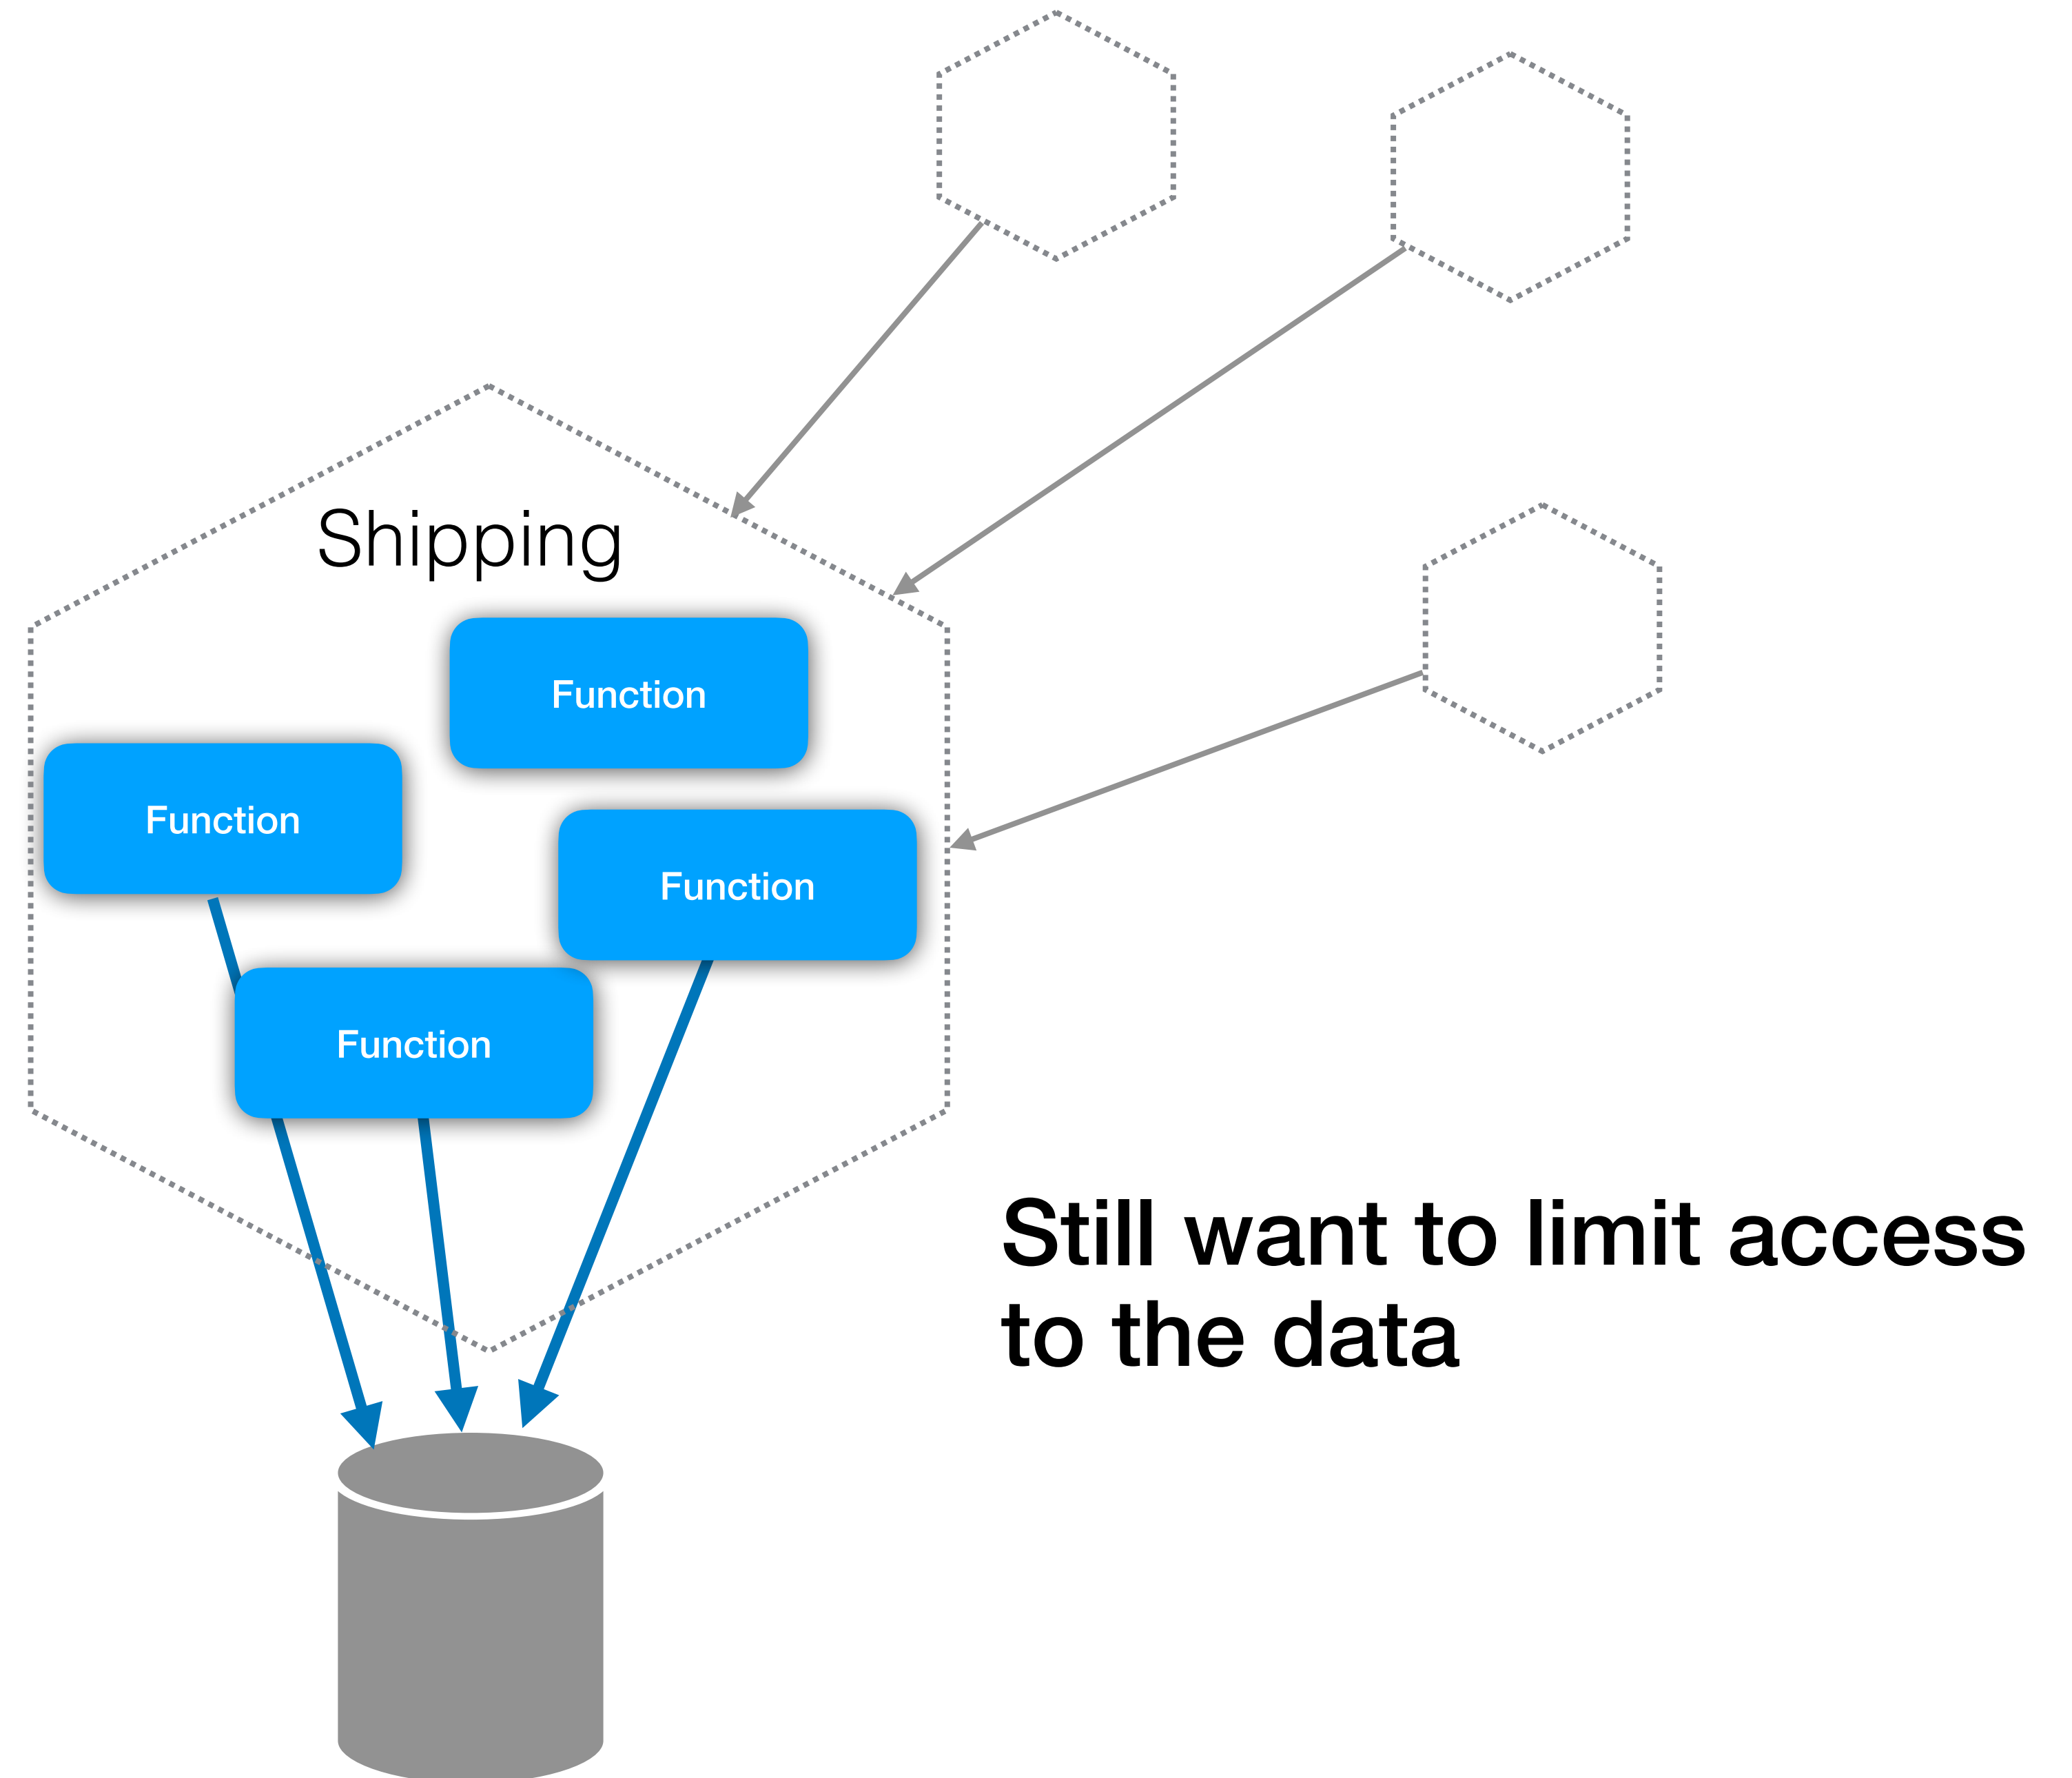 Shipping
Function
Function
Function
Function
Still want to limit access
to the data